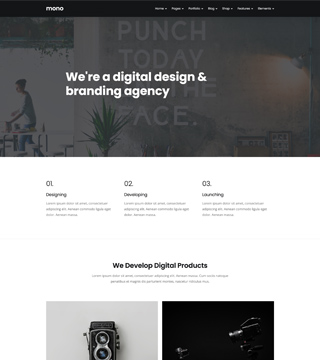 mono
Home Pages Portfolio Blog Shop Features Elements
PUNCH
TODAY
IN THE
FACE.
We're a digital design &
branding agency
01.
02.
03.
Designing
Developing
Launching
Lorem ipsum dolor sit amet, consectetuer
adipiscing elit. Aenean commodo ligula eget
dolor. Aenean massa.
Lorem ipsum dolor sit amet, consectetuer
adipiscing elit. Aenean commodo ligula eget
dolor. Aenean massa.
Lorem ipsum dolor sit amet, consectetuer
adipiscing elit. Aenean commodo ligula eget
dolor. Aenean massa.
We Develop Digital Products
Lorem ipsum dolor sit amet, consectetuer. Aenean massa. Cum sociis natoque
penatibus et magnis dis parturient montes, nascetur ridiculus mus.